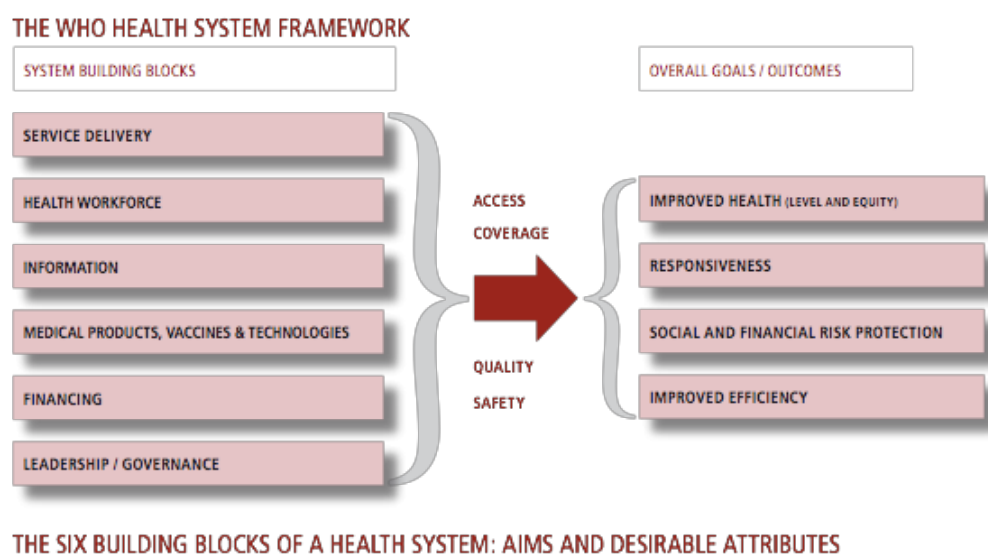 THE WHO HEALTH SYSTEM FRAMEWORK
SYSTEM BUILDING BLOCKS
OVERALL GOALS / OUTCOMES
SERVICE DELIVERY
HEALTH WORKFORCE
INFORMATION
MEDICAL PRODUCTS, VACCINES & TECHNOLOGIES
FINANCING
LEADERSHIP / GOVERNANCE
ACCESS
COVERAGE
QUALITY
SAFETY
IMPROVED HEALTH (LEVEL AND EQUITY)
RESPONSIVENESS
SOCIAL AND FINANCIAL RISK PROTECTION
IMPROVED EFFICIENCY
THE SIX BUILDING BLOCKS OF A HEALTH SYSTEM: AIMS AND DESIRABLE ATTRIBUTES